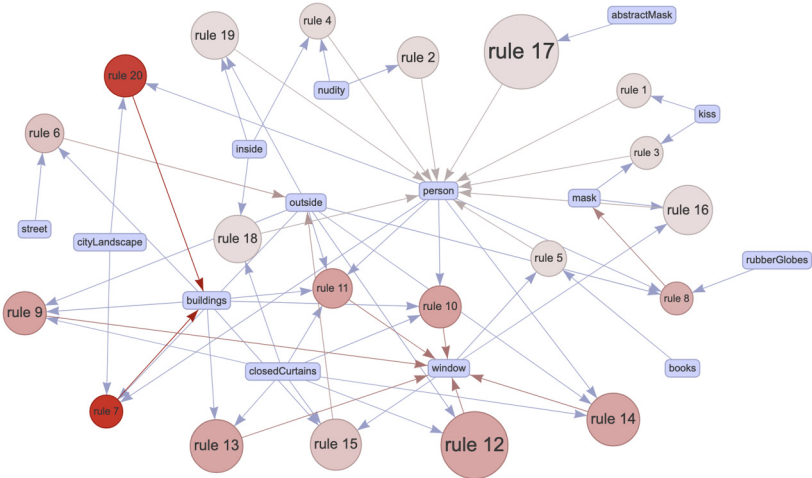 abstractMask
rule 4
rule 19
rule 17
rule 2
rule 20
nudity
rule 1
kiss
rule 6
inside
rule 3
person
mask
outside
rule 16
street
cityLandscape
rule 18
rule 5
rubberGlobes
rule 11
buildings
rule 8
rule 9
rule 10
closedCurtains
window
books
rule 7
rule 14
rule 13
rule 15
rule 12